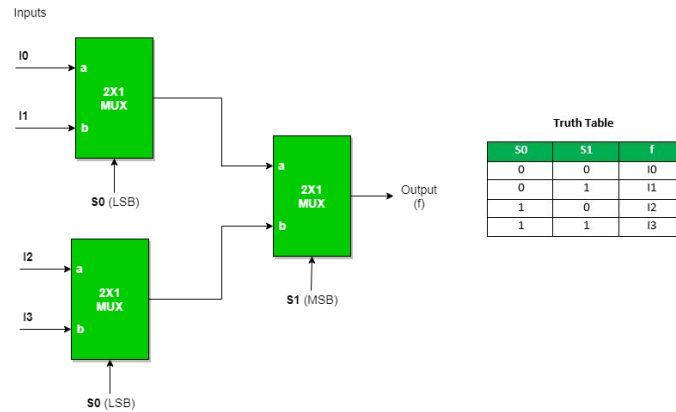 Inputs
I0
a
2X1
MUX
I1
b
S0 (LSB)
a
2X1
MUX
b
Output
(f)
S1 (MSB)
I2
a
2X1
MUX
I3
b
S0 (LSB)
Truth Table
S0 S1 f
0 0 I0
0 1 I1
1 0 I2
1 1 I3